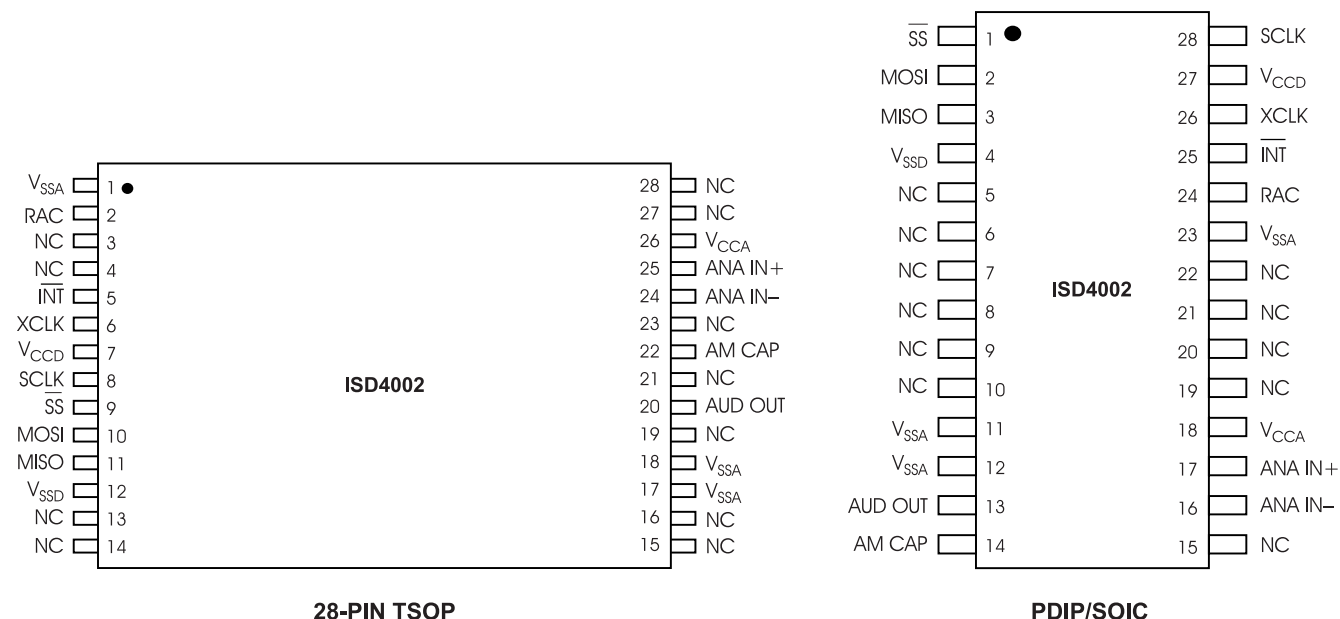 V_SSA 1 28 NC
RAC 2 27 NC
NC 3 26 V_CCA
NC 4 25 ANA IN+
I̅N̅T̅ 5 24 ANA IN–
XCLK 6 23 NC
V_CCD 7 22 AM CAP
SCLK 8 21 NC
S̅S̅ 9 20 AUD OUT
MOSI 10 19 NC
MISO 11 18 V_SSA
V_SSD 12 17 V_SSA
NC 13 16 NC
NC 14 15 NC
ISD4002
28-PIN TSOP
S̅S̅ 1 28 SCLK
MOSI 2 27 V_CCD
MISO 3 26 XCLK
V_SSD 4 25 I̅N̅T̅
NC 5 24 RAC
NC 6 23 V_SSA
NC 7 22 NC
NC 8 21 NC
NC 9 20 NC
NC 10 19 NC
V_SSA 11 18 V_CCA
V_SSA 12 17 ANA IN+
AUD OUT 13 16 ANA IN–
AM CAP 14 15 NC
ISD4002
PDIP/SOIC